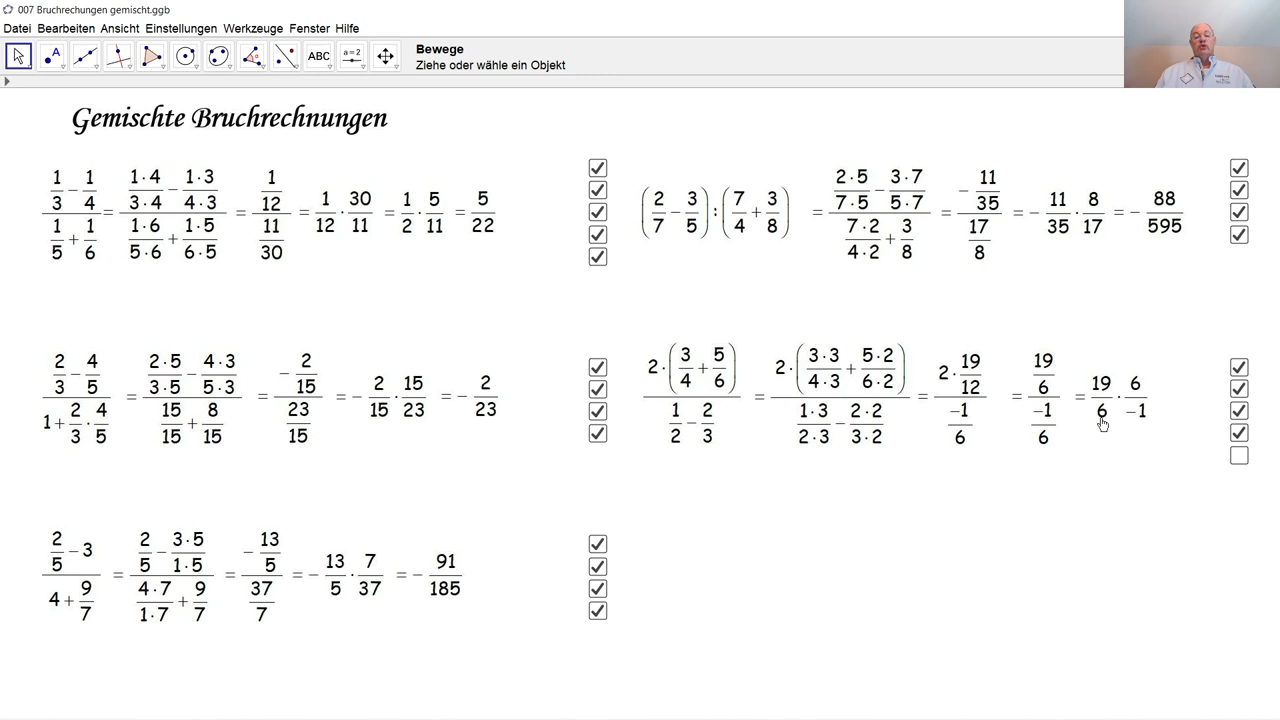 007 Bruchrechungen gemischt.ggb
Datei Bearbeiten Ansicht Einstellungen Werkzeuge Fenster Hilfe
A ABC a=2 Bewege
Ziehe oder wähle ein Objekt
Gemischte Bruchrechnungen
(1/3 − 1/4)/(1/5 + 1/6) = ((1·4)/(3·4) − (1·3)/(4·3))/((1·6)/(5·6) + (1·5)/(6·5)) = (1/12)/(11/30) = 1/12 · 30/11 = 1/2 · 5/11 = 5/22
(2/7 − 3/5) : (7/4 + 3/8) = ((2·5)/(7·5) − (3·7)/(5·7))/((7·2)/(4·2) + 3/8) = (− 11/35)/(17/8) = − 11/35 · 8/17 = − 88/595
(2/3 − 4/5)/(1 + 2/3 · 4/5) = ((2·5)/(3·5) − (4·3)/(5·3))/(15/15 + 8/15) = (− 2/15)/(23/15) = − 2/15 · 15/23 = − 2/23
(2·(3/4 + 5/6))/(1/2 − 2/3) = (2·((3·3)/(4·3) + (5·2)/(6·2)))/((1·3)/(2·3) − (2·2)/(3·2)) = (2·19/12)/(−1/6) = (19/6)/(−1/6) = 19/6 · 6/−1
(2/5 − 3)/(4 + 9/7) = (2/5 − (3·5)/(1·5))/((4·7)/(1·7) + 9/7) = (− 13/5)/(37/7) = − 13/5 · 7/37 = − 91/185